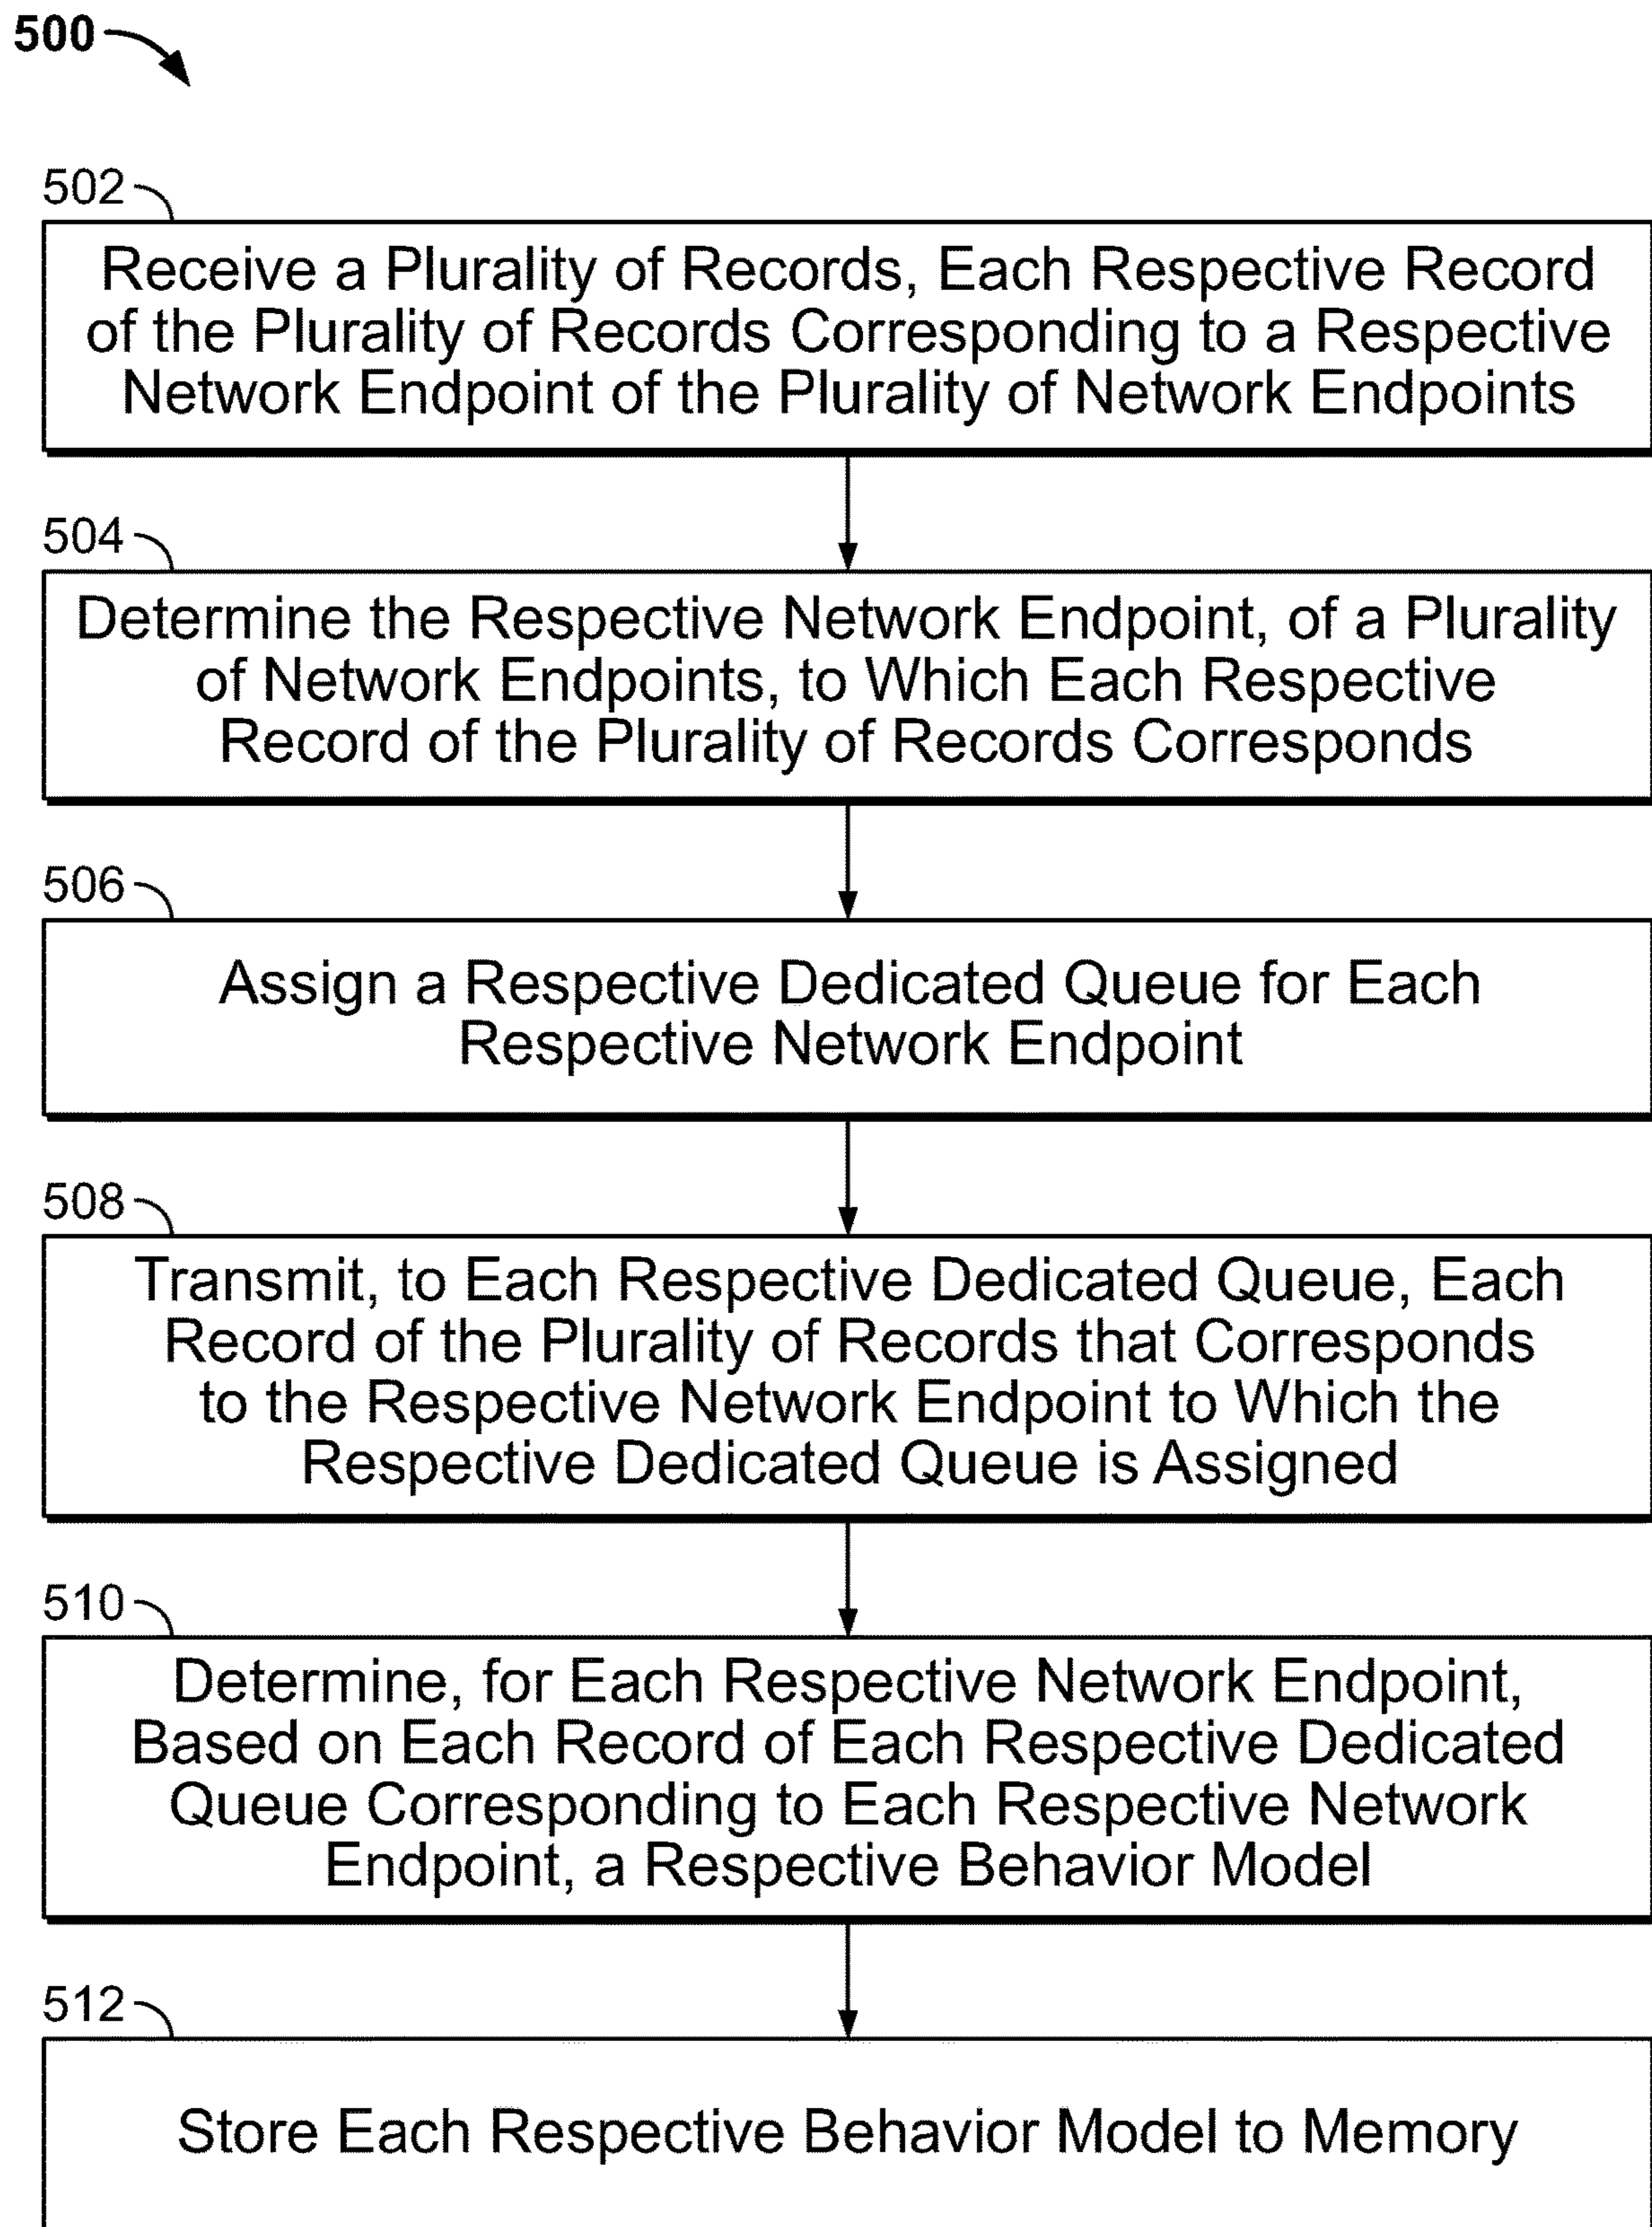 500
502
Receive a Plurality of Records, Each Respective Record
of the Plurality of Records Corresponding to a Respective
Network Endpoint of the Plurality of Network Endpoints
504
Determine the Respective Network Endpoint, of a Plurality
of Network Endpoints, to Which Each Respective
Record of the Plurality of Records Corresponds
506
Assign a Respective Dedicated Queue for Each
Respective Network Endpoint
508
Transmit, to Each Respective Dedicated Queue, Each
Record of the Plurality of Records that Corresponds
to the Respective Network Endpoint to Which the
Respective Dedicated Queue is Assigned
510
Determine, for Each Respective Network Endpoint,
Based on Each Record of Each Respective Dedicated
Queue Corresponding to Each Respective Network
Endpoint, a Respective Behavior Model
512
Store Each Respective Behavior Model to Memory